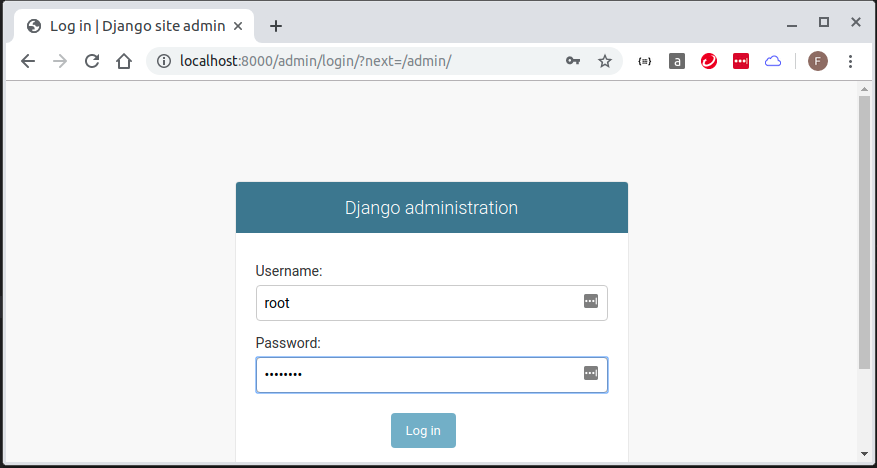 Log in | Django site admin
localhost:8000/admin/login/?next=/admin/
a
F
Django administration
Username:
root
Password:
••••••••
Log in